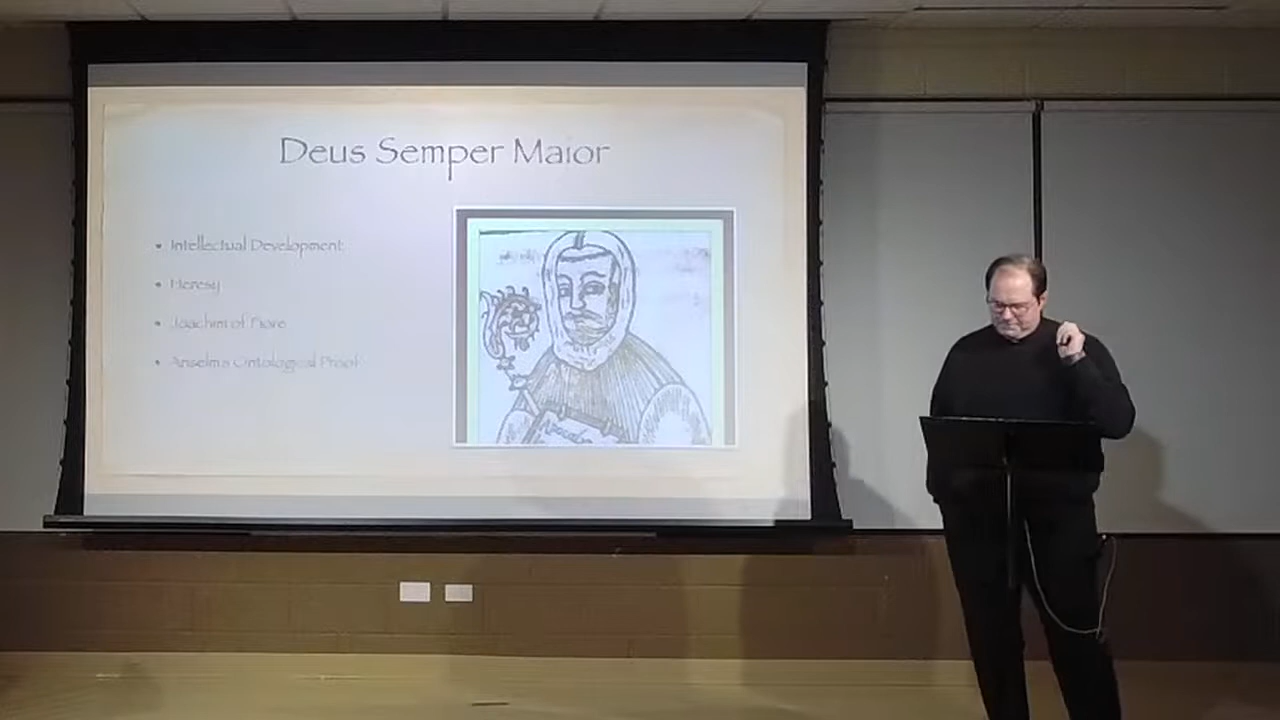 Deus Semper Maior
• Intellectual Development
• Heresy
• Joachim of Fiore
• Anselm's Ontological Proof